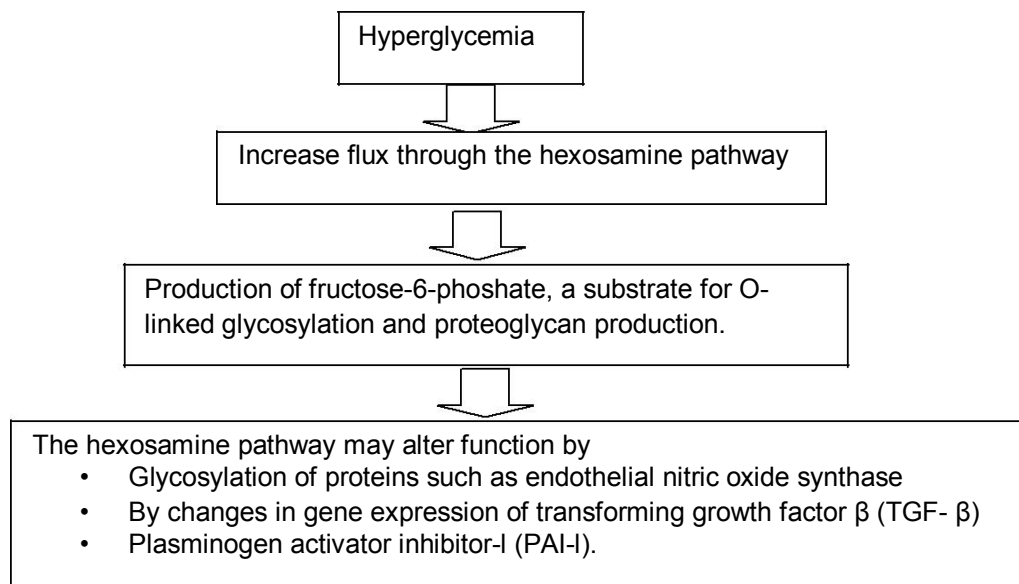 Hyperglycemia
Increase flux through the hexosamine pathway
Production of fructose-6-phoshate, a substrate for O-
linked glycosylation and proteoglycan production.
The hexosamine pathway may alter function by
• Glycosylation of proteins such as endothelial nitric oxide synthase
• By changes in gene expression of transforming growth factor β (TGF- β)
• Plasminogen activator inhibitor-I (PAI-I).